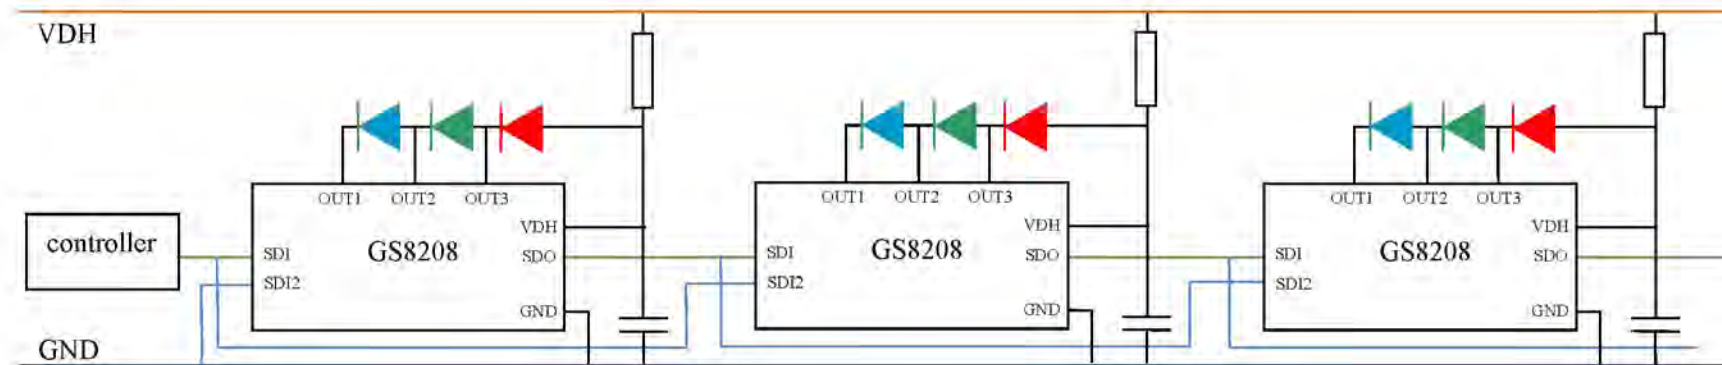 VDH
OUT1 OUT2 OUT3
OUT1 OUT2 OUT3
OUT1 OUT2 OUT3
controller
SDI
SDI2
GS8208
VDH
SDO
GND
SDI
SDI2
GS8208
VDH
SDO
GND
SDI
SDI2
GS8208
VDH
SDO
GND
GND